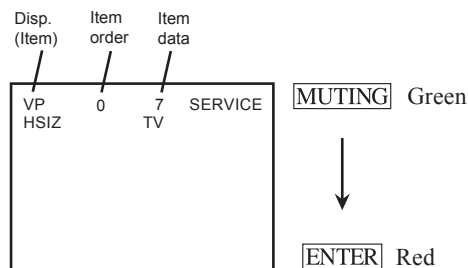 Disp. Item Item
(Item) order data
VP 0 7 SERVICE
HSIZ TV
MUTING Green
ENTER Red